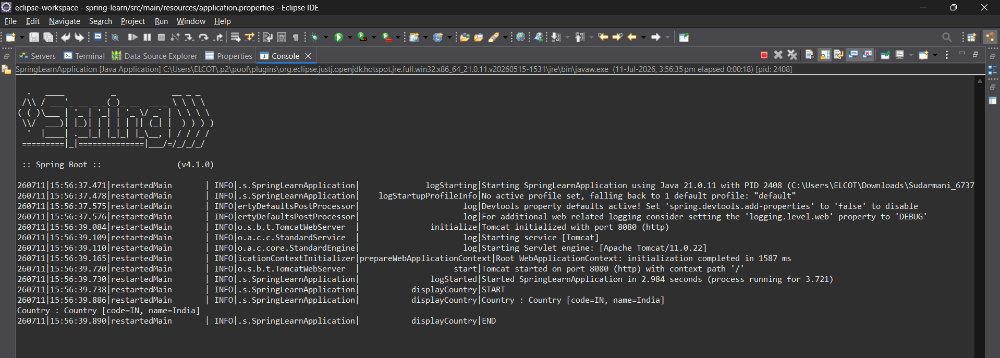 eclipse-workspace - spring-learn/src/main/resources/application.properties - Eclipse IDE
File Edit Navigate Search Project Run Window Help
Servers Terminal Data Source Explorer Properties Console
SpringLearnApplication [Java Application] C:\Users\ELCOT\.p2\pool\plugins\org.eclipse.justj.openjdk.hotspot.jre.full.win32.x86_64_21.0.11.v20260515-1531\jre\bin\javaw.exe (11-Jul-2026, 3:56:35 pm elapsed 0:00:18) [pid: 2408]
  .   ____          _            __ _ _
 /\\ / ___'_ __ _ _(_)_ __  __ _ \ \ \ \
( ( )\___ | '_ | '_| | '_ \/ _` | \ \ \ \
 \\/  ___)| |_)| | | | | || (_| |  ) ) ) )
  '  |____| .__|_| |_|_| |_\__, | / / / /
 =========|_|==============|___/=/_/_/_/
 :: Spring Boot ::                (v4.1.0)
260711|15:56:37.471|restartedMain       | INFO|.s.SpringLearnApplication|              logStarting|Starting SpringLearnApplication using Java 21.0.11 with PID 2408 (C:\Users\ELCOT\Downloads\Sudarmani_6737
260711|15:56:37.478|restartedMain       | INFO|.s.SpringLearnApplication|    logStartupProfileInfo|No active profile set, falling back to 1 default profile: "default"
260711|15:56:37.575|restartedMain       | INFO|ertyDefaultsPostProcessor|                      log|Devtools property defaults active! Set 'spring.devtools.add-properties' to 'false' to disable
260711|15:56:37.576|restartedMain       | INFO|ertyDefaultsPostProcessor|                      log|For additional web related logging consider setting the 'logging.level.web' property to 'DEBUG'
260711|15:56:39.084|restartedMain       | INFO|o.s.b.t.TomcatWebServer  |               initialize|Tomcat initialized with port 8080 (http)
260711|15:56:39.109|restartedMain       | INFO|o.a.c.c.StandardService  |                      log|Starting service [Tomcat]
260711|15:56:39.110|restartedMain       | INFO|o.a.c.core.StandardEngine|                      log|Starting Servlet engine: [Apache Tomcat/11.0.22]
260711|15:56:39.165|restartedMain       | INFO|icationContextInitializer|prepareWebApplicationContext|Root WebApplicationContext: initialization completed in 1587 ms
260711|15:56:39.720|restartedMain       | INFO|o.s.b.t.TomcatWebServer  |                    start|Tomcat started on port 8080 (http) with context path '/'
260711|15:56:39.730|restartedMain       | INFO|.s.SpringLearnApplication|               logStarted|Started SpringLearnApplication in 2.984 seconds (process running for 3.721)
260711|15:56:39.738|restartedMain       | INFO|.s.SpringLearnApplication|           displayCountry|START
260711|15:56:39.886|restartedMain       | INFO|.s.SpringLearnApplication|           displayCountry|Country : Country [code=IN, name=India]
Country : Country [code=IN, name=India]
260711|15:56:39.890|restartedMain       | INFO|.s.SpringLearnApplication|           displayCountry|END